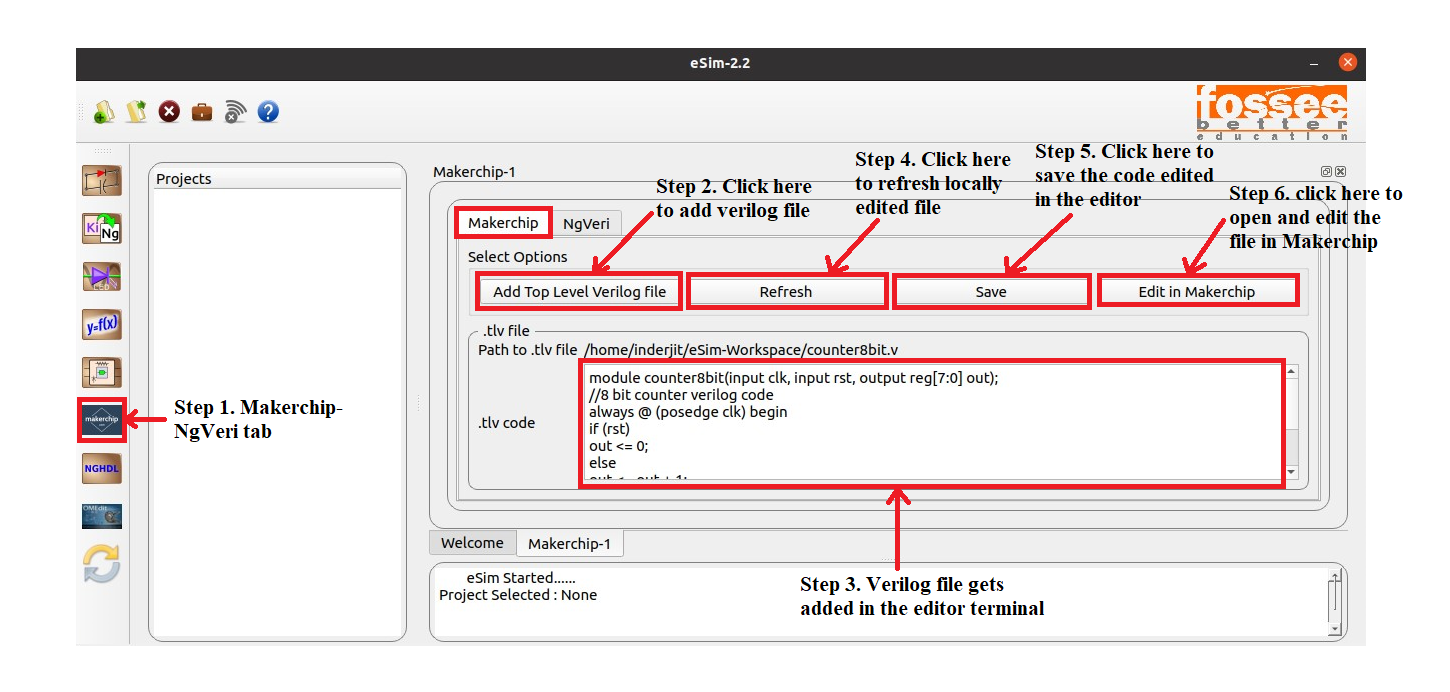 eSim-2.2
fossee
better
education
Step 5. Click here to
save the code edited
in the editor
Step 4. Click here
to refresh locally
edited file
Step 2. Click here
to add verilog file
Step 6. click here to
open and edit the
file in Makerchip
Projects
Makerchip-1
Makerchip
NgVeri
Select Options
Add Top Level Verilog file
Refresh
Save
Edit in Makerchip
.tlv file
Path to .tlv file /home/inderjit/eSim-Workspace/counter8bit.v
.tlv code
module counter8bit(input clk, input rst, output reg[7:0] out);
//8 bit counter verilog code
always @ (posedge clk) begin
if (rst)
out <= 0;
else
Ki Ng
LED
y=f(x)
makerchip
NGHDL
OMEdit
Step 1. Makerchip-
NgVeri tab
Welcome
Makerchip-1
eSim Started......
Project Selected : None
Step 3. Verilog file gets
added in the editor terminal